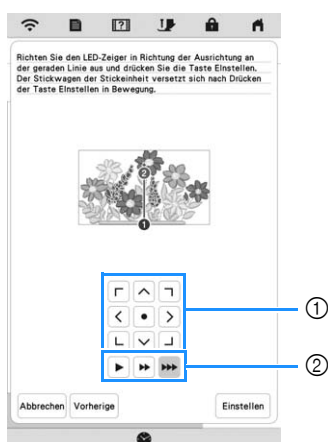 Richten Sie den LED-Zeiger in Richtung der Ausrichtung an
der geraden Linie aus und drücken Sie die Taste EInstellen.
Der Stickwagen der Stickeinheit versetzt sich nach Drücken
der Taste EInstellen in Bewegung.
❷
❶
①
②
Abbrechen Vorherige Einstellen